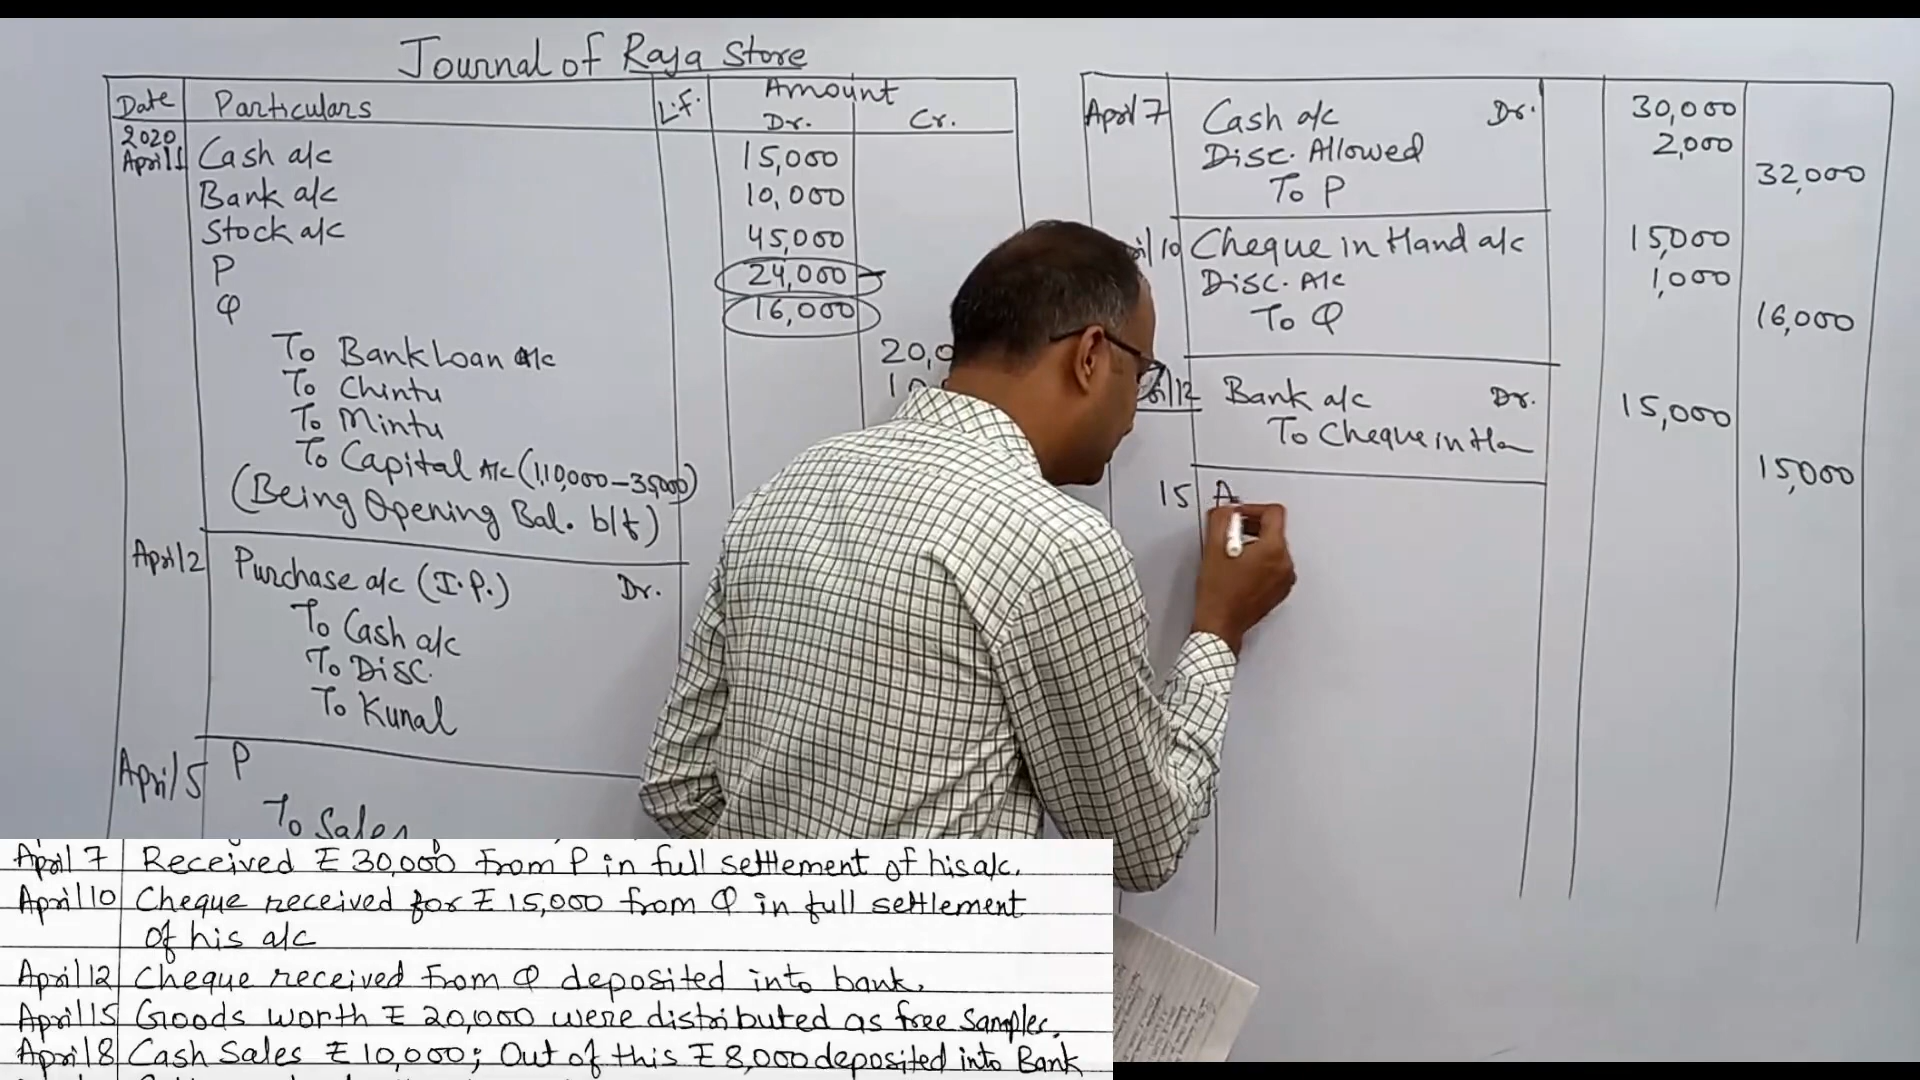 Journal of Raja Store
Date Particulars L.F. Amount
Dr. Cr.
2020
April 1 Cash a/c 15,000
Bank a/c 10,000
Stock a/c 45,000
P 24,000
Q 16,000
To Bank Loan a/c 20,0
To Chintu
To Mintu
To Capital A/c (1,10,000-35,000)
(Being Opening Bal. b/f)
April 2 Purchase a/c (I.P.) Dr.
To Cash a/c
To Disc.
To Kunal
April 5 P
To Sales
April 7 Cash a/c Dr. 30,000
Disc. Allowed 2,000
To P 32,000
10 Cheque in Hand a/c 15,000
Disc. A/c 1,000
To Q 16,000
12 Bank a/c Dr. 15,000
To Cheque in Ha
15,000
15 A
April 7 Received ₹ 30,000 from P in full settlement of his a/c.
April 10 Cheque received for ₹ 15,000 from Q in full settlement
of his a/c
April 12 Cheque received from Q deposited into bank.
April 15 Goods worth ₹ 20,000 were distributed as free samples.
April 8 Cash Sales ₹ 10,000; Out of this ₹ 8,000 deposited into Bank